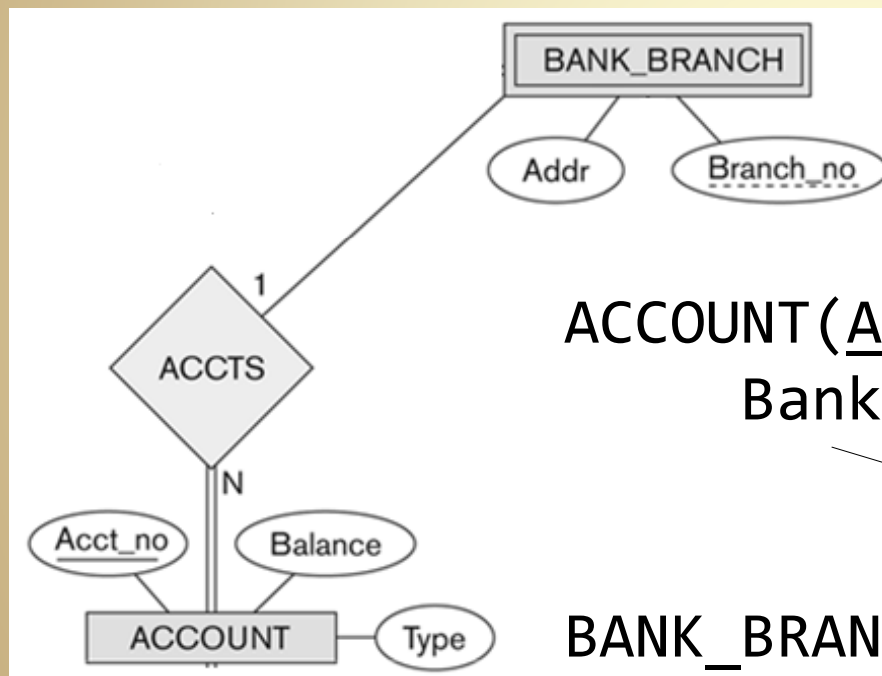 BANK_BRANCH
Addr
Branch_no
1
ACCTS
ACCOUNT(A
Bank
N
Acct_no
Balance
ACCOUNT
Type
BANK_BRAN